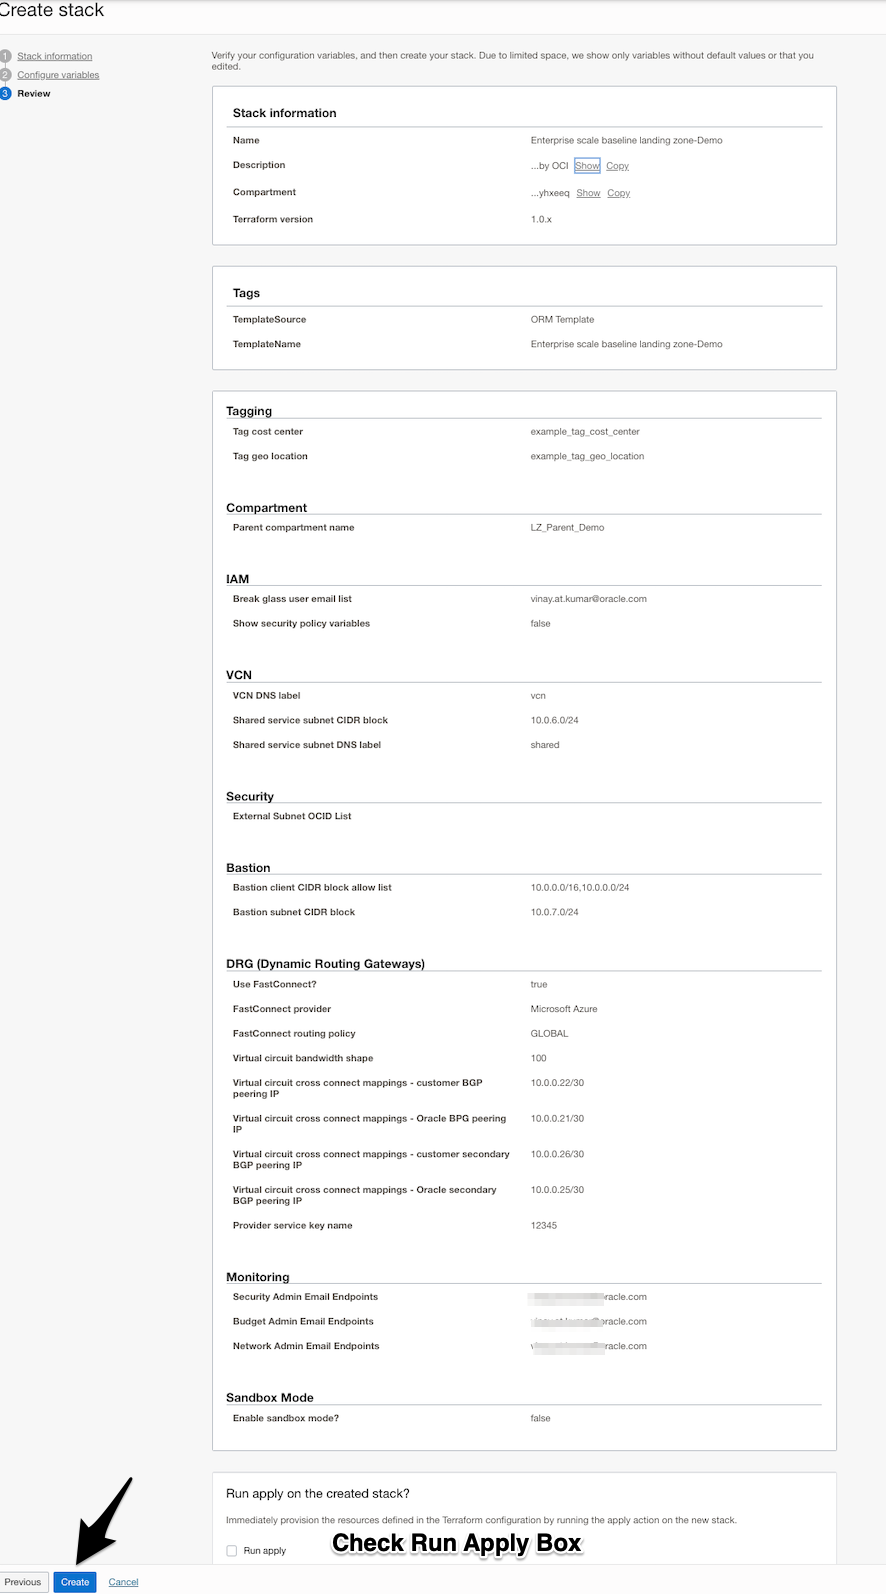 Create stack
1 Stack information
2 Configure variables
3 Review
Verify your configuration variables, and then create your stack. Due to limited space, we show only variables without default values or that you
edited.
Stack information
Name Enterprise scale baseline landing zone-Demo
Description ...by OCI Show Copy
Compartment ...yhxeeq Show Copy
Terraform version 1.0.x
Tags
TemplateSource ORM Template
TemplateName Enterprise scale baseline landing zone-Demo
Tagging
Tag cost center example_tag_cost_center
Tag geo location example_tag_geo_location
Compartment
Parent compartment name LZ_Parent_Demo
IAM
Break glass user email list vinay.at.kumar@oracle.com
Show security policy variables false
VCN
VCN DNS label vcn
Shared service subnet CIDR block 10.0.6.0/24
Shared service subnet DNS label shared
Security
External Subnet OCID List
Bastion
Bastion client CIDR block allow list 10.0.0.0/16,10.0.0.0/24
Bastion subnet CIDR block 10.0.7.0/24
DRG (Dynamic Routing Gateways)
Use FastConnect? true
FastConnect provider Microsoft Azure
FastConnect routing policy GLOBAL
Virtual circuit bandwidth shape 100
Virtual circuit cross connect mappings - customer BGP 10.0.0.22/30
peering IP
Virtual circuit cross connect mappings - Oracle BPG peering 10.0.0.21/30
IP
Virtual circuit cross connect mappings - customer secondary 10.0.0.26/30
BGP peering IP
Virtual circuit cross connect mappings - Oracle secondary 10.0.0.25/30
BGP peering IP
Provider service key name 12345
Monitoring
Security Admin Email Endpoints racle.com
Budget Admin Email Endpoints racle.com
Network Admin Email Endpoints racle.com
Sandbox Mode
Enable sandbox mode? false
Run apply on the created stack?
Immediately provision the resources defined in the Terraform configuration by running the apply action on the new stack.
Run apply
Check Run Apply Box
Previous Create Cancel